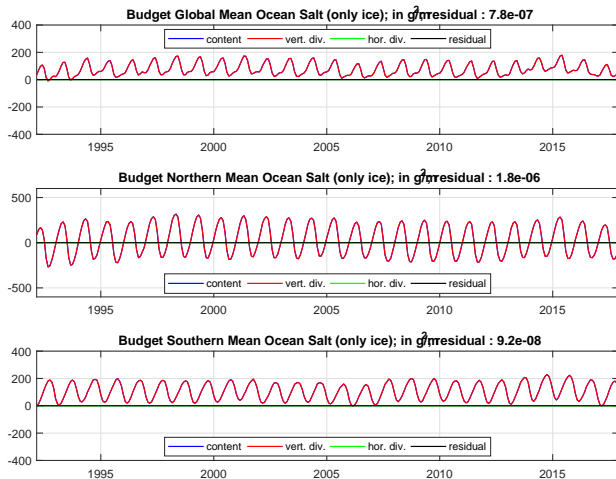 Budget Global Mean Ocean Salt (only ice); in g/m²; residual : 7.8e-07
400
content vert. div. hor. div. residual
200
0
-200
-400
1995 2000 2005 2010 2015
Budget Northern Mean Ocean Salt (only ice); in g/m²; residual : 1.8e-06
500
0
-500
content vert. div. hor. div. residual
1995 2000 2005 2010 2015
Budget Southern Mean Ocean Salt (only ice); in g/m²; residual : 9.2e-08
400
200
0
-200
content vert. div. hor. div. residual
-400
1995 2000 2005 2010 2015